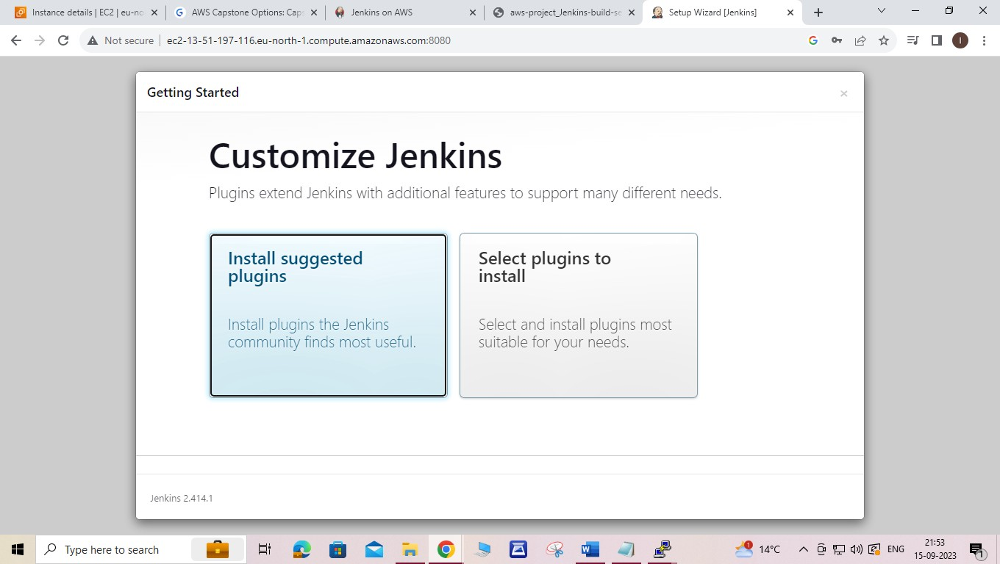 Instance details | EC2 | eu-no
AWS Capstone Options: Caps
Jenkins on AWS
aws-project_Jenkins-build-se
Setup Wizard [Jenkins]
Not secure
ec2-13-51-197-116.eu-north-1.compute.amazonaws.com:8080
I
Getting Started
Customize Jenkins
Plugins extend Jenkins with additional features to support many different needs.
Install suggested
plugins
Install plugins the Jenkins
community finds most useful.
Select plugins to
install
Select and install plugins most
suitable for your needs.
Jenkins 2.414.1
Type here to search
1
14°C
ENG
21:53
15-09-2023
1